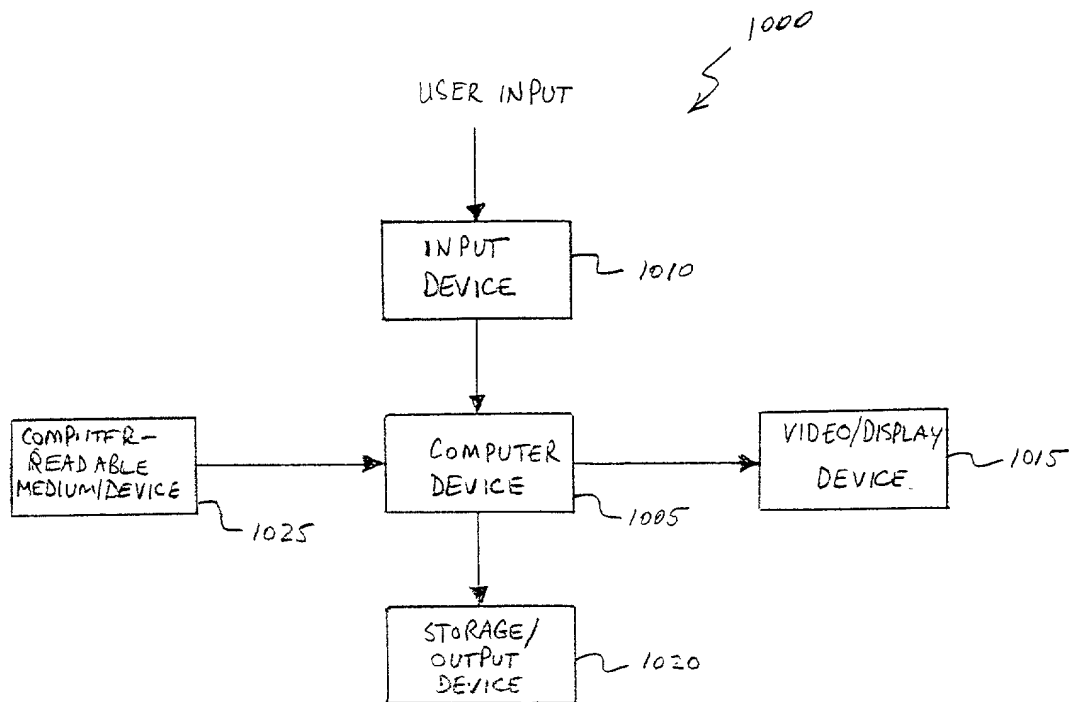 1000
USER INPUT
INPUT
DEVICE
1010
COMPUTER-
READABLE
MEDIUM/DEVICE
1025
COMPUTER
DEVICE
1005
VIDEO/DISPLAY
DEVICE.
1015
STORAGE/
OUTPUT
DEVICE
1020